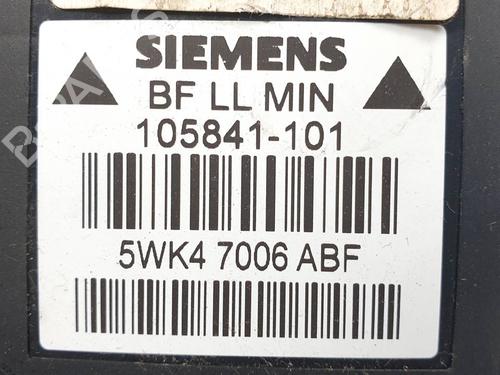 SIEMENS
BF LL MIN
105841-101
5WK4 7006 ABF